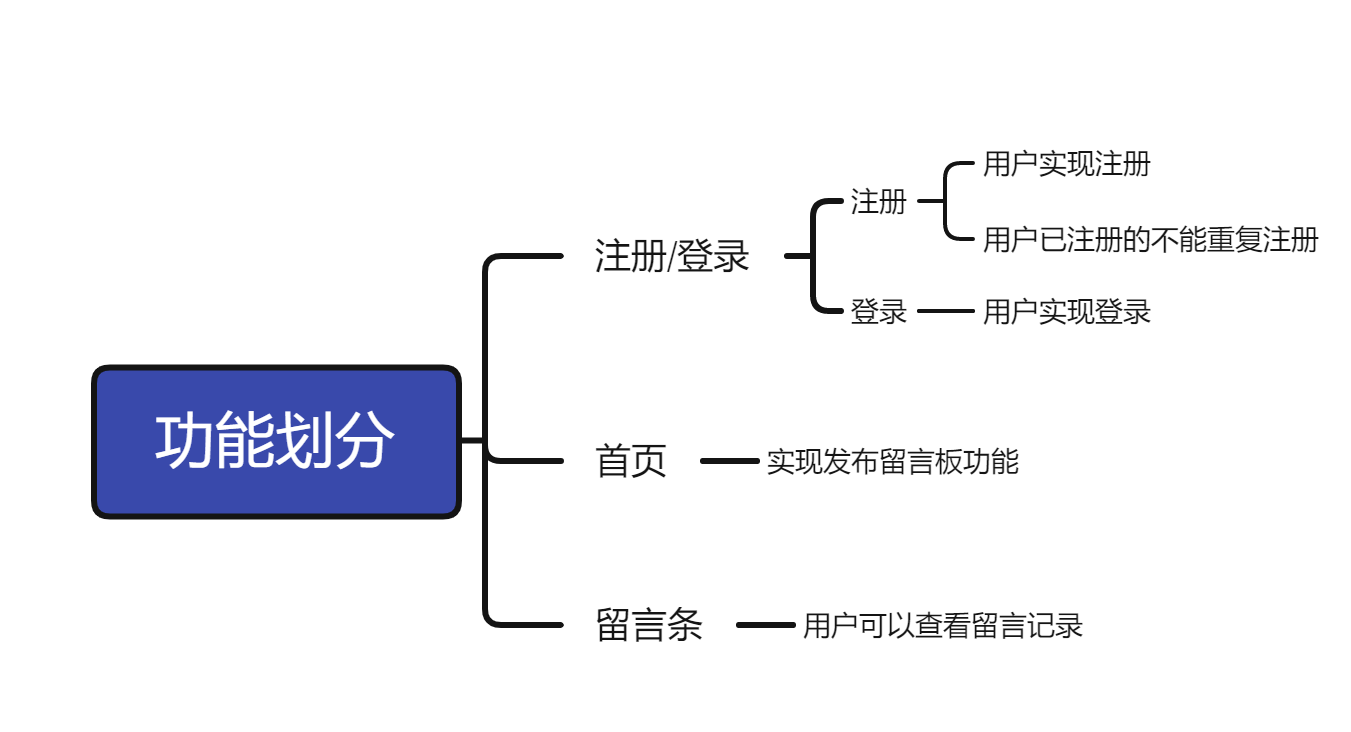 功能划分
注册/登录
注册
用户实现注册
用户已注册的不能重复注册
登录
用户实现登录
首页
实现发布留言板功能
留言条
用户可以查看留言记录